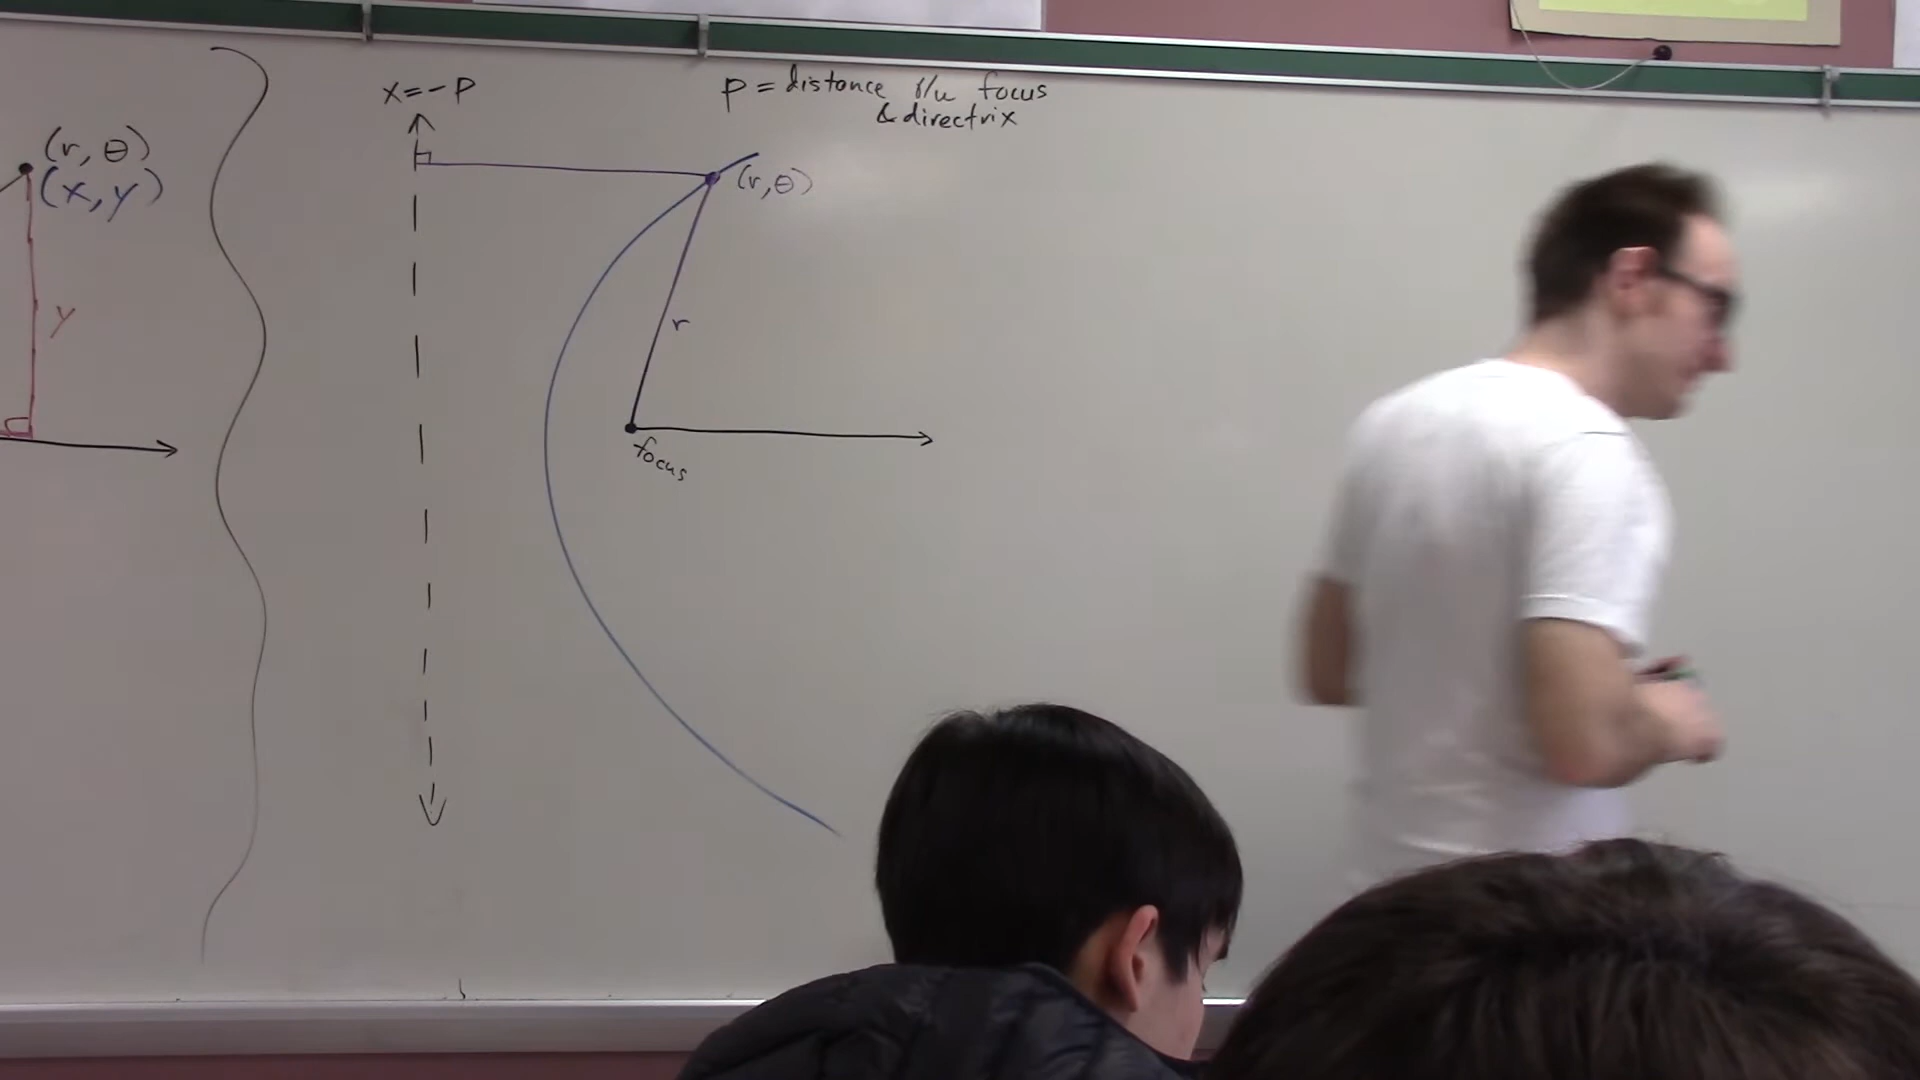 (r, θ)
(x, y)
y
x = -P
P = distance b/w focus
& directrix
(r, θ)
r
focus